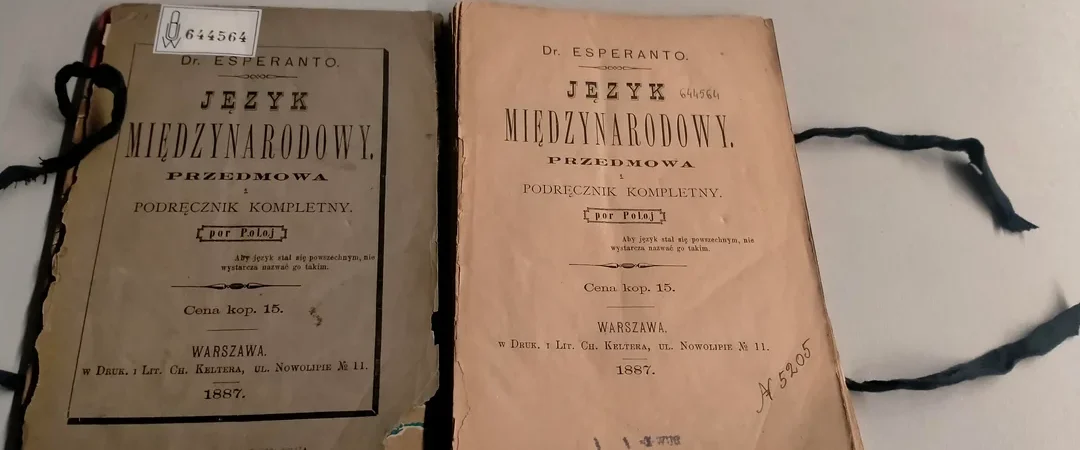 644564
Dr. ESPERANTO.
JĘZYK
MIĘDZYNARODOWY.
PRZEDMOWA
i
PODRĘCZNIK KOMPLETNY.
por Poloj
Aby język stał się powszechnym, nie
wystarcza nazwać go takim.
Cena kop. 15.
WARSZAWA.
w Druk. i Lit. Ch. Keltera, ul. Nowolipie № 11.
1887.
Dr. ESPERANTO.
JĘZYK 644564
MIĘDZYNARODOWY.
PRZEDMOWA
i
PODRĘCZNIK KOMPLETNY.
por Poloj
Aby język stał się powszechnym, nie
wystarcza nazwać go takim.
Cena kop. 15.
WARSZAWA.
w Druk. i Lit. Ch. Keltera, ul. Nowolipie № 11.
1887.
5205